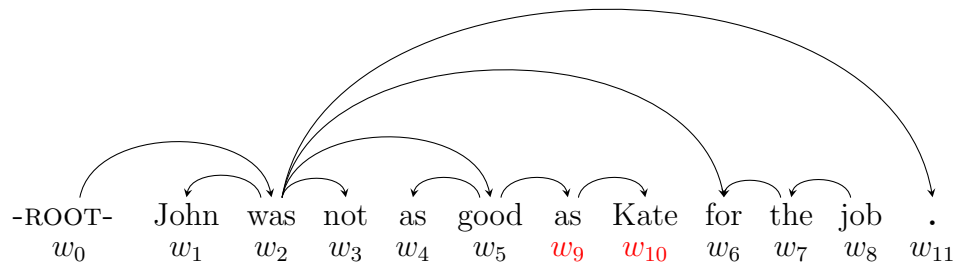 -ROOT- John was not as good as Kate for the job .
w0 w1 w2 w3 w4 w5 w9 w10 w6 w7 w8 w11